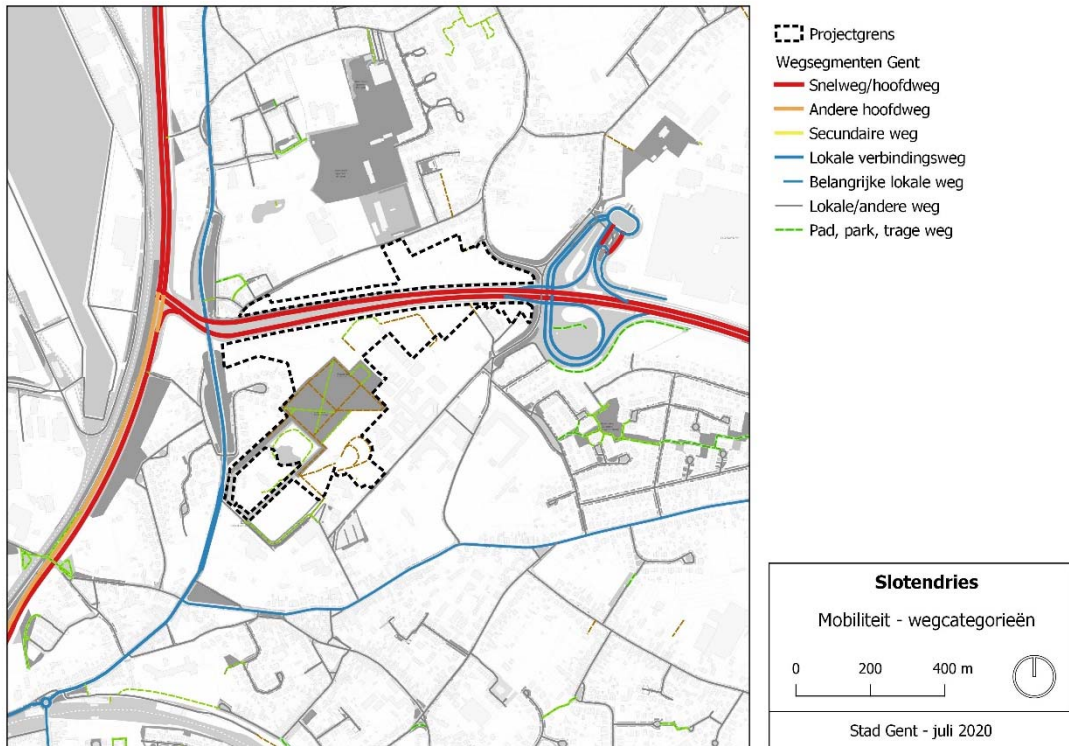 Projectgrens
Wegsegmenten Gent
Snelweg/hoofdweg
Andere hoofdweg
Secundaire weg
Lokale verbindingsweg
Belangrijke lokale weg
Lokale/andere weg
Pad, park, trage weg
Slotendries
Mobiliteit - wegcategorieën
0 200 400 m
Stad Gent - juli 2020